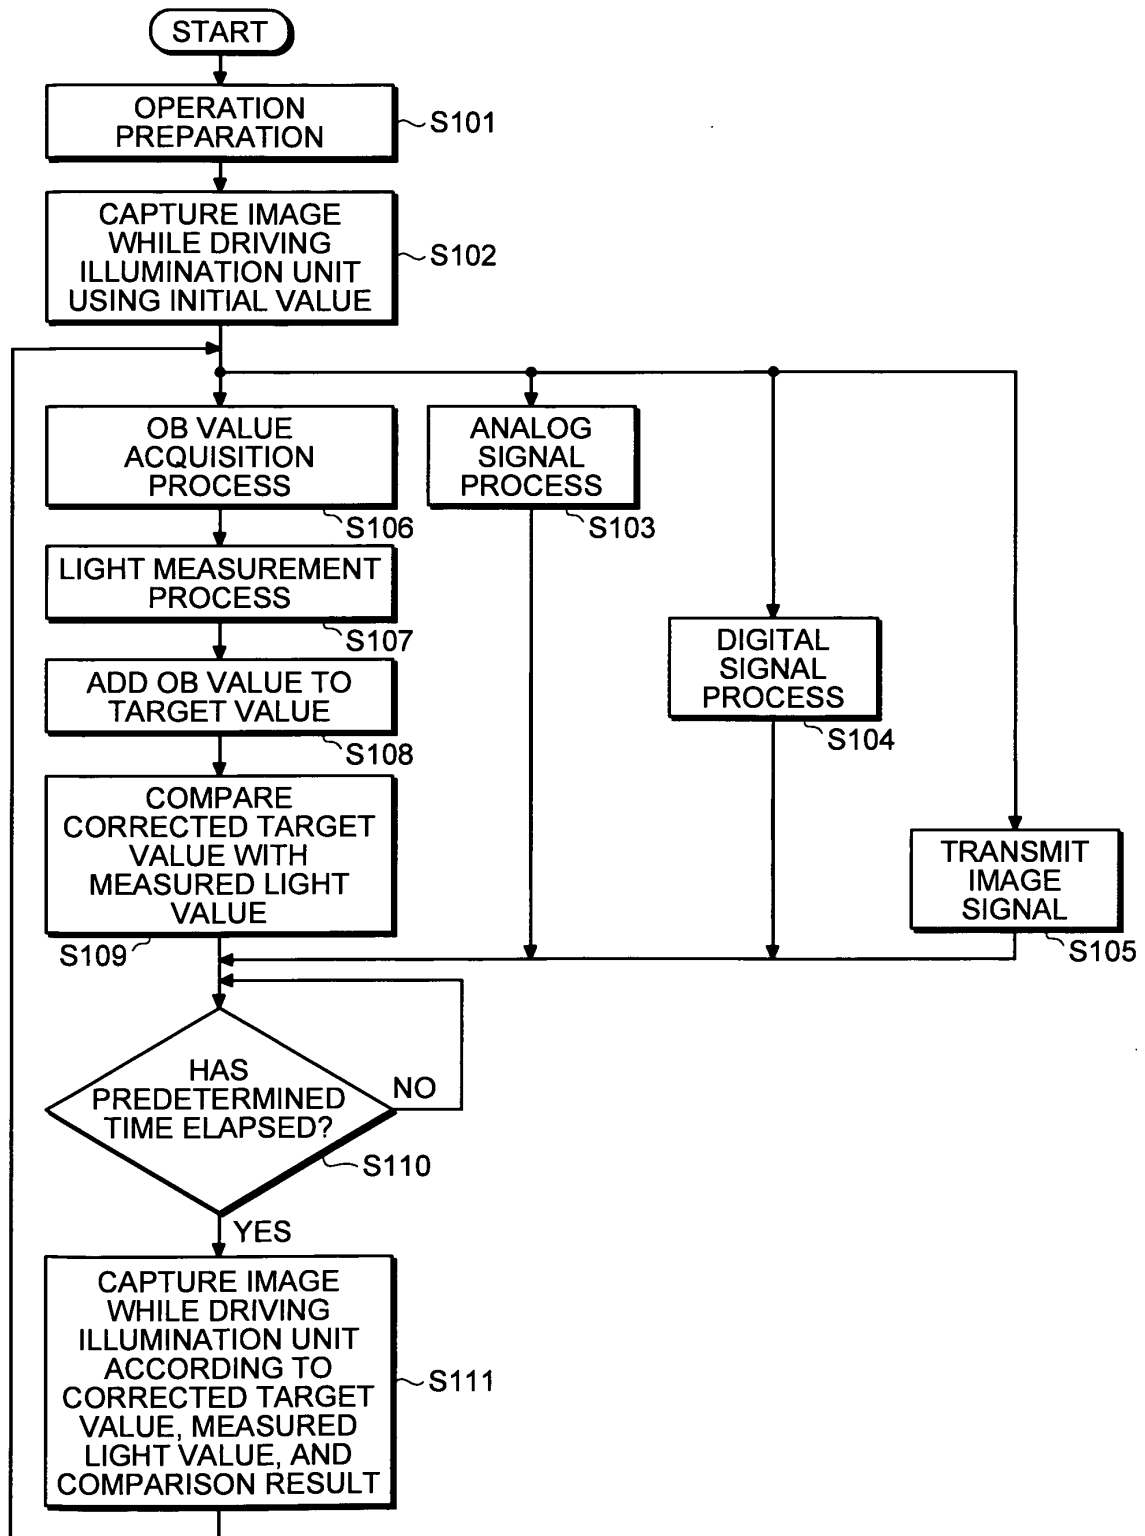 START
OPERATION
PREPARATION
S101
CAPTURE IMAGE
WHILE DRIVING
ILLUMINATION UNIT
USING INITIAL VALUE
S102
OB VALUE
ACQUISITION
PROCESS
S106
ANALOG
SIGNAL
PROCESS
S103
LIGHT MEASUREMENT
PROCESS
S107
DIGITAL
SIGNAL
PROCESS
S104
ADD OB VALUE TO
TARGET VALUE
S108
COMPARE
CORRECTED TARGET
VALUE WITH
MEASURED LIGHT
VALUE
S109
TRANSMIT
IMAGE
SIGNAL
S105
HAS
PREDETERMINED
TIME ELAPSED?
NO
S110
YES
CAPTURE IMAGE
WHILE DRIVING
ILLUMINATION UNIT
ACCORDING TO
CORRECTED TARGET
VALUE, MEASURED
LIGHT VALUE, AND
COMPARISON RESULT
S111